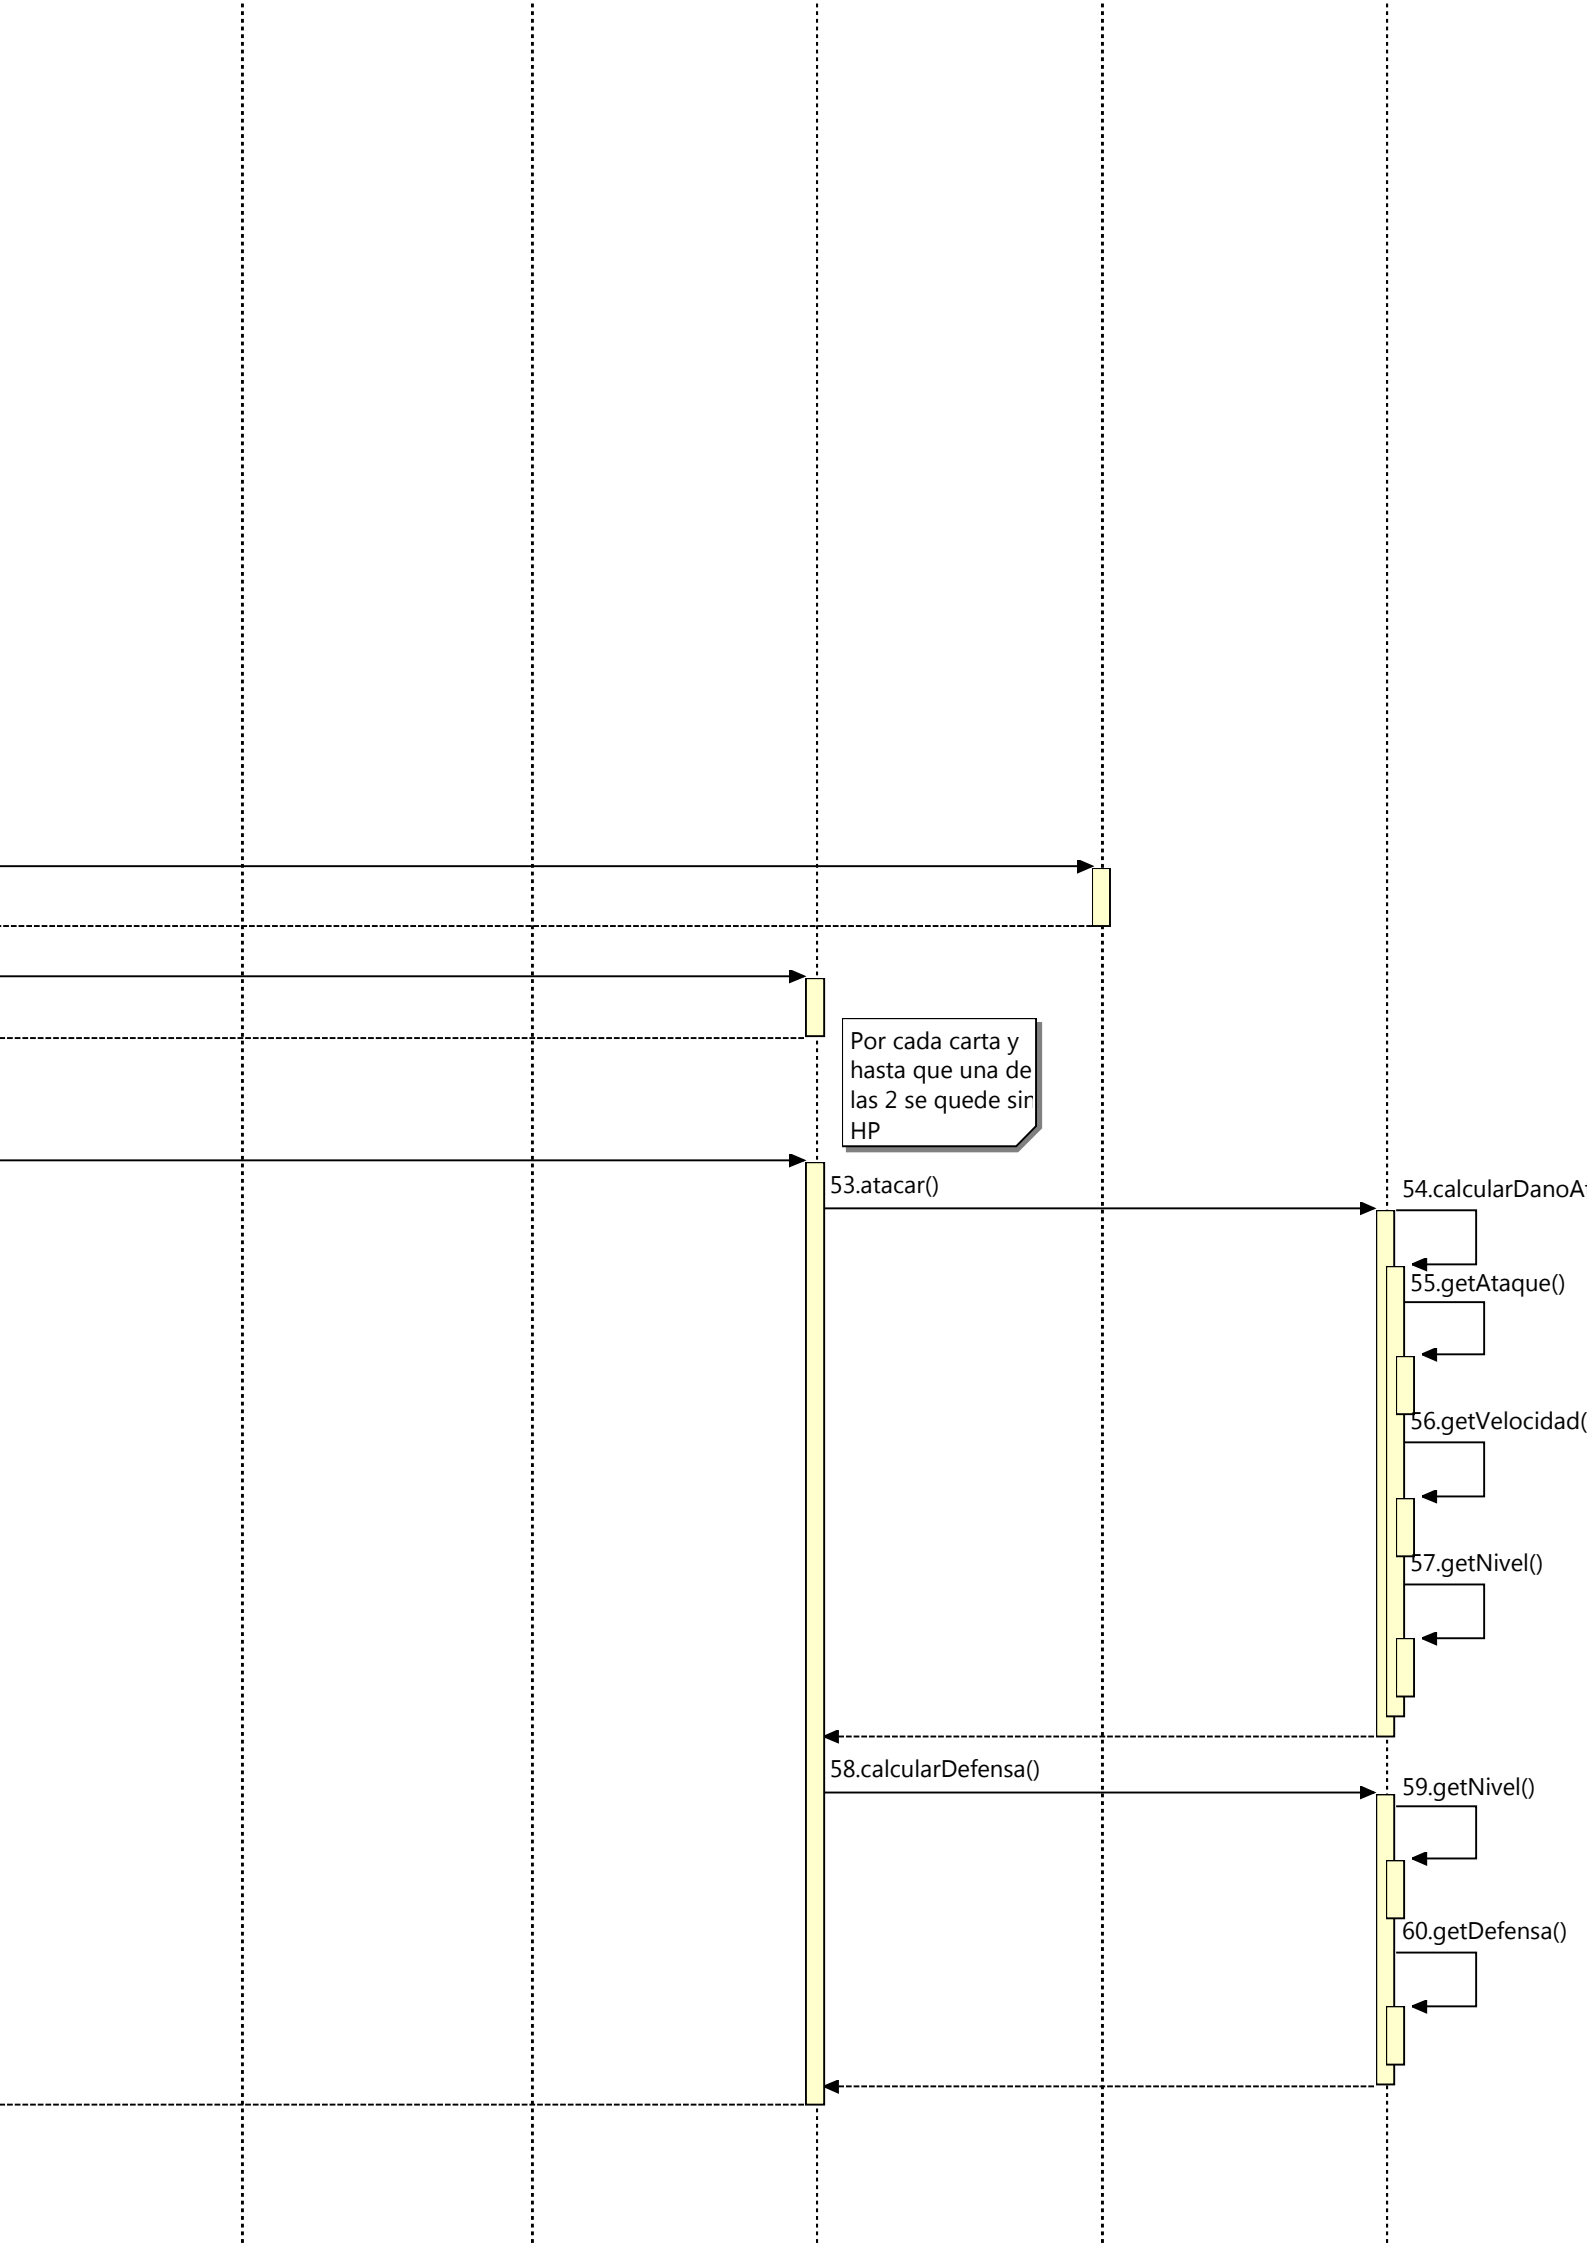 Por cada carta y
hasta que una de
las 2 se quede sin
HP
53.atacar()
54.calcularDanoAt
55.getAtaque()
56.getVelocidad(
57.getNivel()
58.calcularDefensa()
59.getNivel()
60.getDefensa()